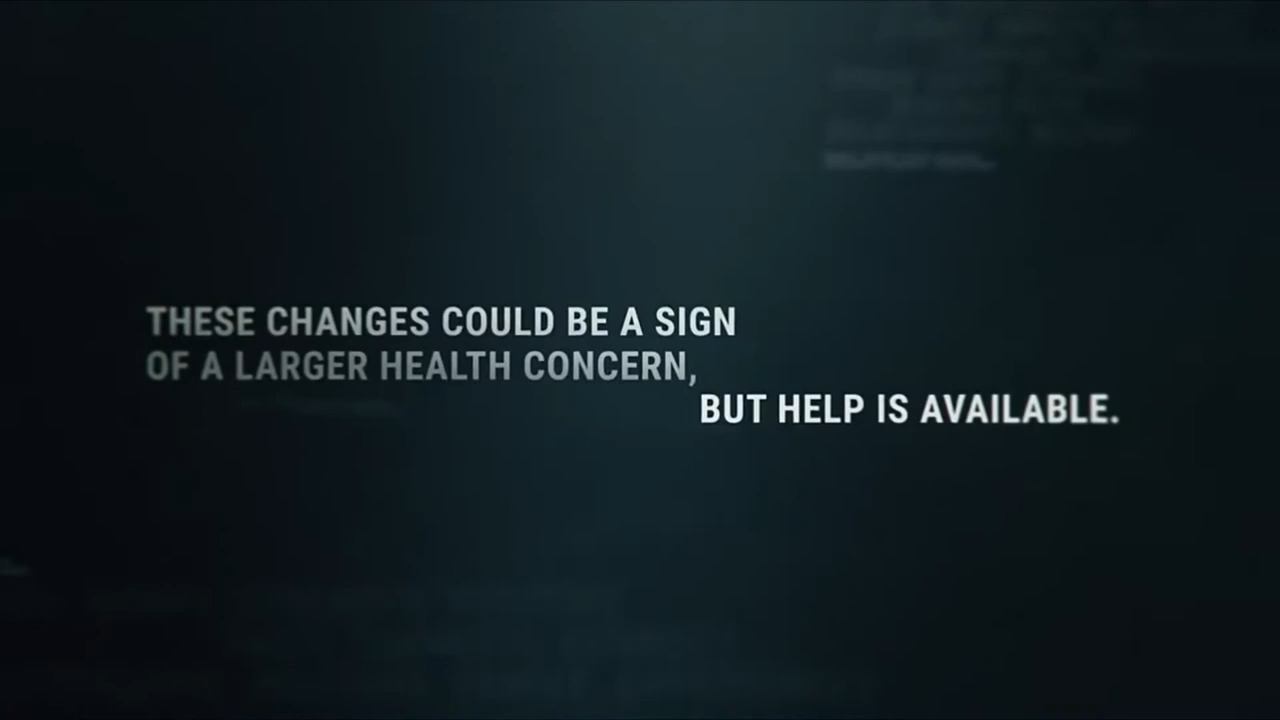 THESE CHANGES COULD BE A SIGN
OF A LARGER HEALTH CONCERN,
BUT HELP IS AVAILABLE.